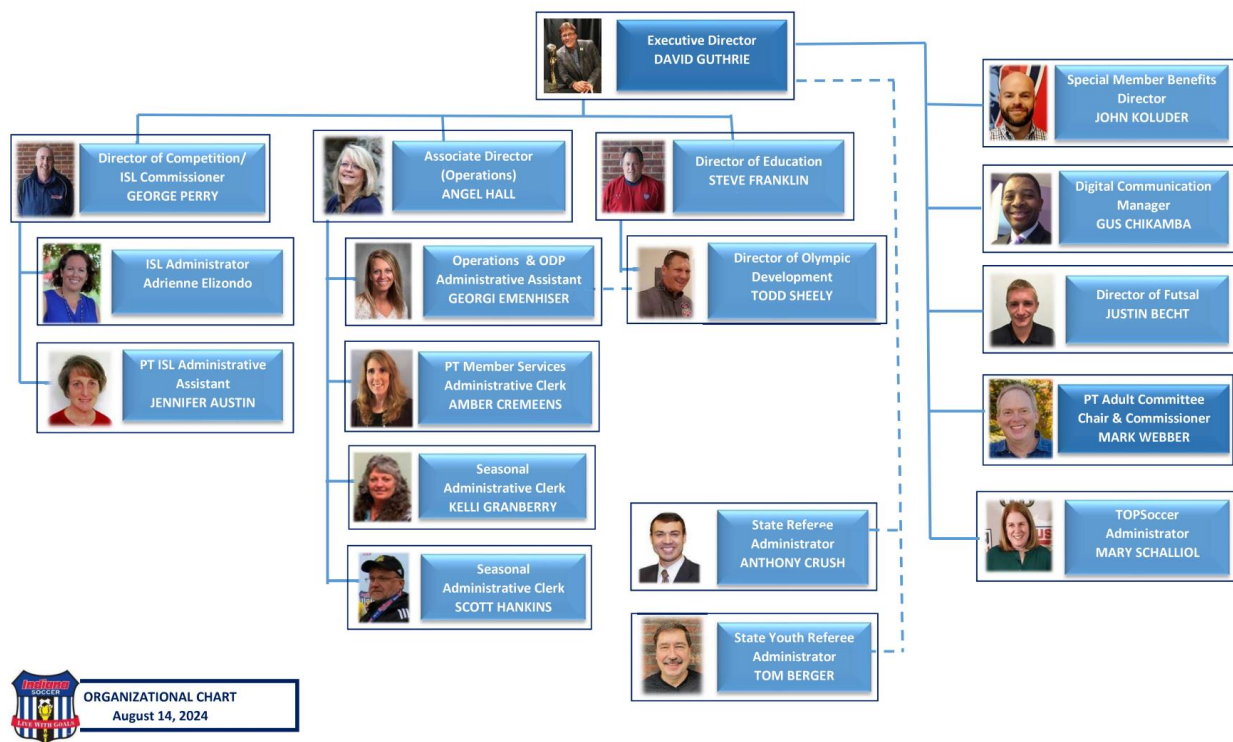 Executive Director
DAVID GUTHRIE
Special Member Benefits
Director
JOHN KOLUDER
Director of Competition/
ISL Commissioner
GEORGE PERRY
Associate Director
(Operations)
ANGEL HALL
Director of Education
STEVE FRANKLIN
Digital Communication
Manager
GUS CHIKAMBA
ISL Administrator
Adrienne Elizondo
Operations & ODP
Administrative Assistant
GEORGI EMENHISER
Director of Olympic
Development
TODD SHEELY
Director of Futsal
JUSTIN BECHT
PT ISL Administrative
Assistant
JENNIFER AUSTIN
PT Member Services
Administrative Clerk
AMBER CREMEENS
PT Adult Committee
Chair & Commissioner
MARK WEBBER
Seasonal
Administrative Clerk
KELLI GRANBERRY
State Referee
Administrator
ANTHONY CRUSH
TOPSoccer
Administrator
MARY SCHALLIOL
Seasonal
Administrative Clerk
SCOTT HANKINS
State Youth Referee
Administrator
TOM BERGER
Indiana
SOCCER
LIVE WITH GOALS
ORGANIZATIONAL CHART
August 14, 2024